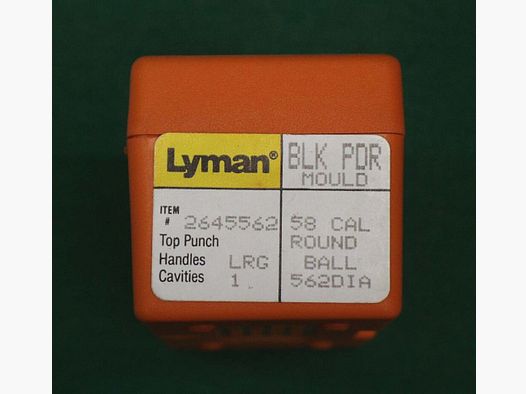 Lyman®
BLK PDR
MOULD
ITEM
# 2645562
Top Punch
Handles LRG
Cavities 1
58 CAL
ROUND
BALL
562DIA